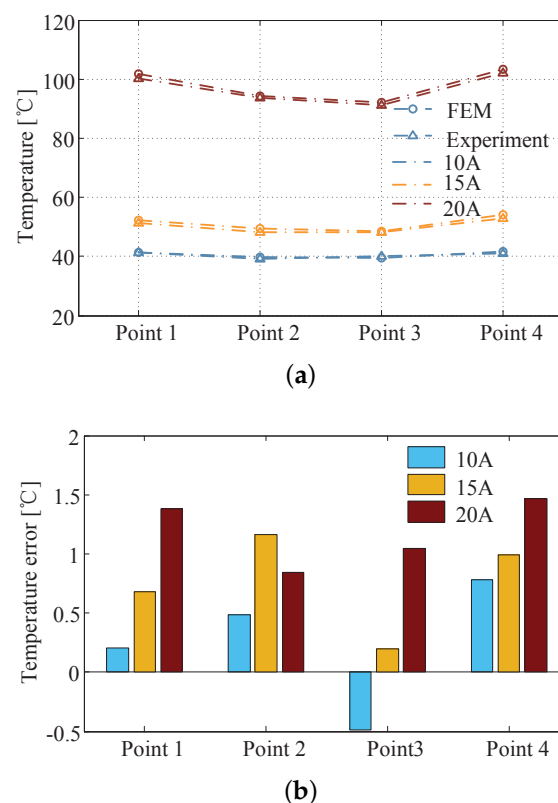 120
100
80
60
40
20
Temperature [℃]
FEM
Experiment
10A
15A
20A
Point 1 Point 2 Point 3 Point 4
(a)
2
1.5
1
0.5
0
-0.5
Temperature error [℃]
10A
15A
20A
Point 1 Point 2 Point3 Point 4
(b)